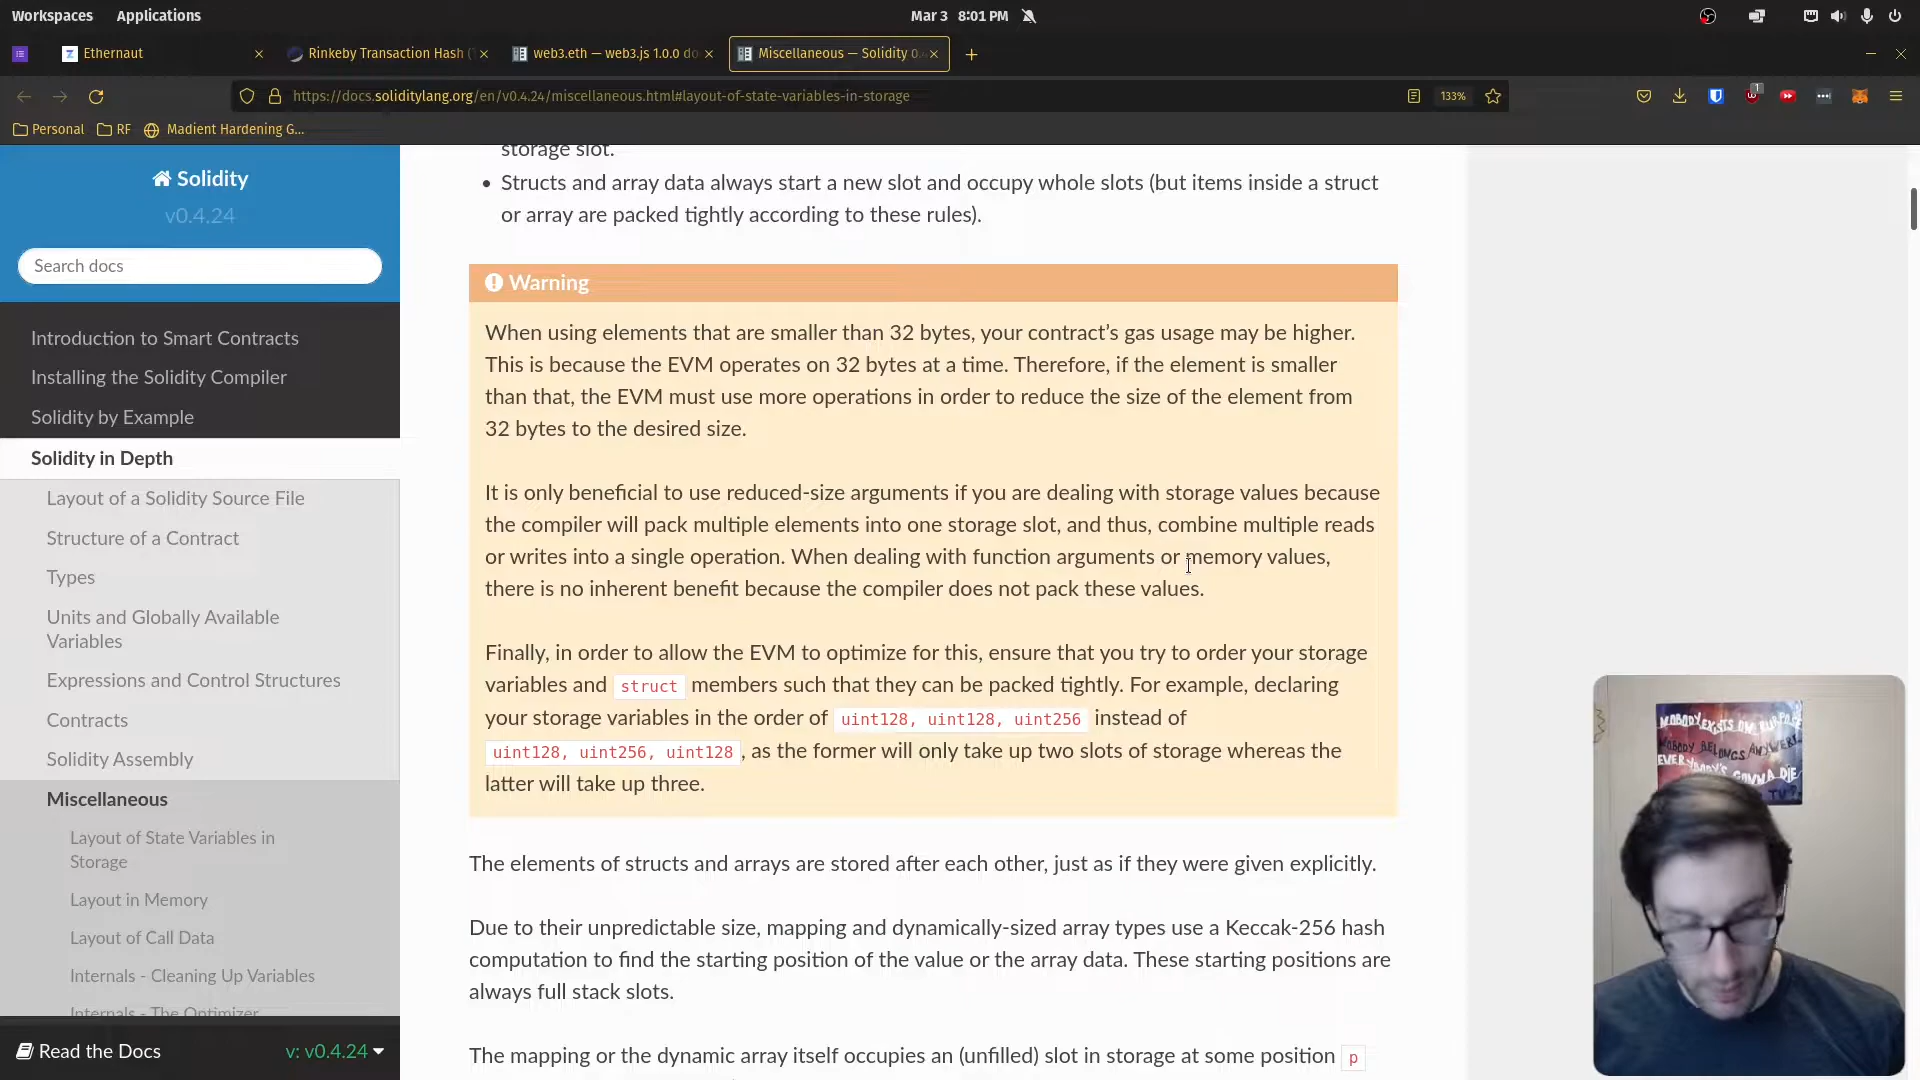 Workspaces Applications Mar 3 8:01 PM
Ethernaut Rinkeby Transaction Hash ( web3.eth — web3.js 1.0.0 do Miscellaneous — Solidity 0.
https://docs.soliditylang.org/en/v0.4.24/miscellaneous.html#layout-of-state-variables-in-storage 133% 1
Personal RF Madient Hardening G...
Solidity
v0.4.24
Search docs
Introduction to Smart Contracts
Installing the Solidity Compiler
Solidity by Example
Solidity in Depth
Layout of a Solidity Source File
Structure of a Contract
Types
Units and Globally Available
Variables
Expressions and Control Structures
Contracts
Solidity Assembly
Miscellaneous
Layout of State Variables in
Storage
Layout in Memory
Layout of Call Data
Internals - Cleaning Up Variables
Internals - The Optimizer
Read the Docs v: v0.4.24
storage slot.
• Structs and array data always start a new slot and occupy whole slots (but items inside a struct
or array are packed tightly according to these rules).
Warning
When using elements that are smaller than 32 bytes, your contract’s gas usage may be higher.
This is because the EVM operates on 32 bytes at a time. Therefore, if the element is smaller
than that, the EVM must use more operations in order to reduce the size of the element from
32 bytes to the desired size.
It is only beneficial to use reduced-size arguments if you are dealing with storage values because
the compiler will pack multiple elements into one storage slot, and thus, combine multiple reads
or writes into a single operation. When dealing with function arguments or memory values,
there is no inherent benefit because the compiler does not pack these values.
Finally, in order to allow the EVM to optimize for this, ensure that you try to order your storage
variables and struct members such that they can be packed tightly. For example, declaring
your storage variables in the order of uint128, uint128, uint256 instead of
uint128, uint256, uint128, as the former will only take up two slots of storage whereas the
latter will take up three.
The elements of structs and arrays are stored after each other, just as if they were given explicitly.
Due to their unpredictable size, mapping and dynamically-sized array types use a Keccak-256 hash
computation to find the starting position of the value or the array data. These starting positions are
always full stack slots.
The mapping or the dynamic array itself occupies an (unfilled) slot in storage at some position p
NOBODY EXISTS ON PURPOSE
NOBODY BELONGS ANYWHERE
EVERYBODY'S GONNA DIE
TV?